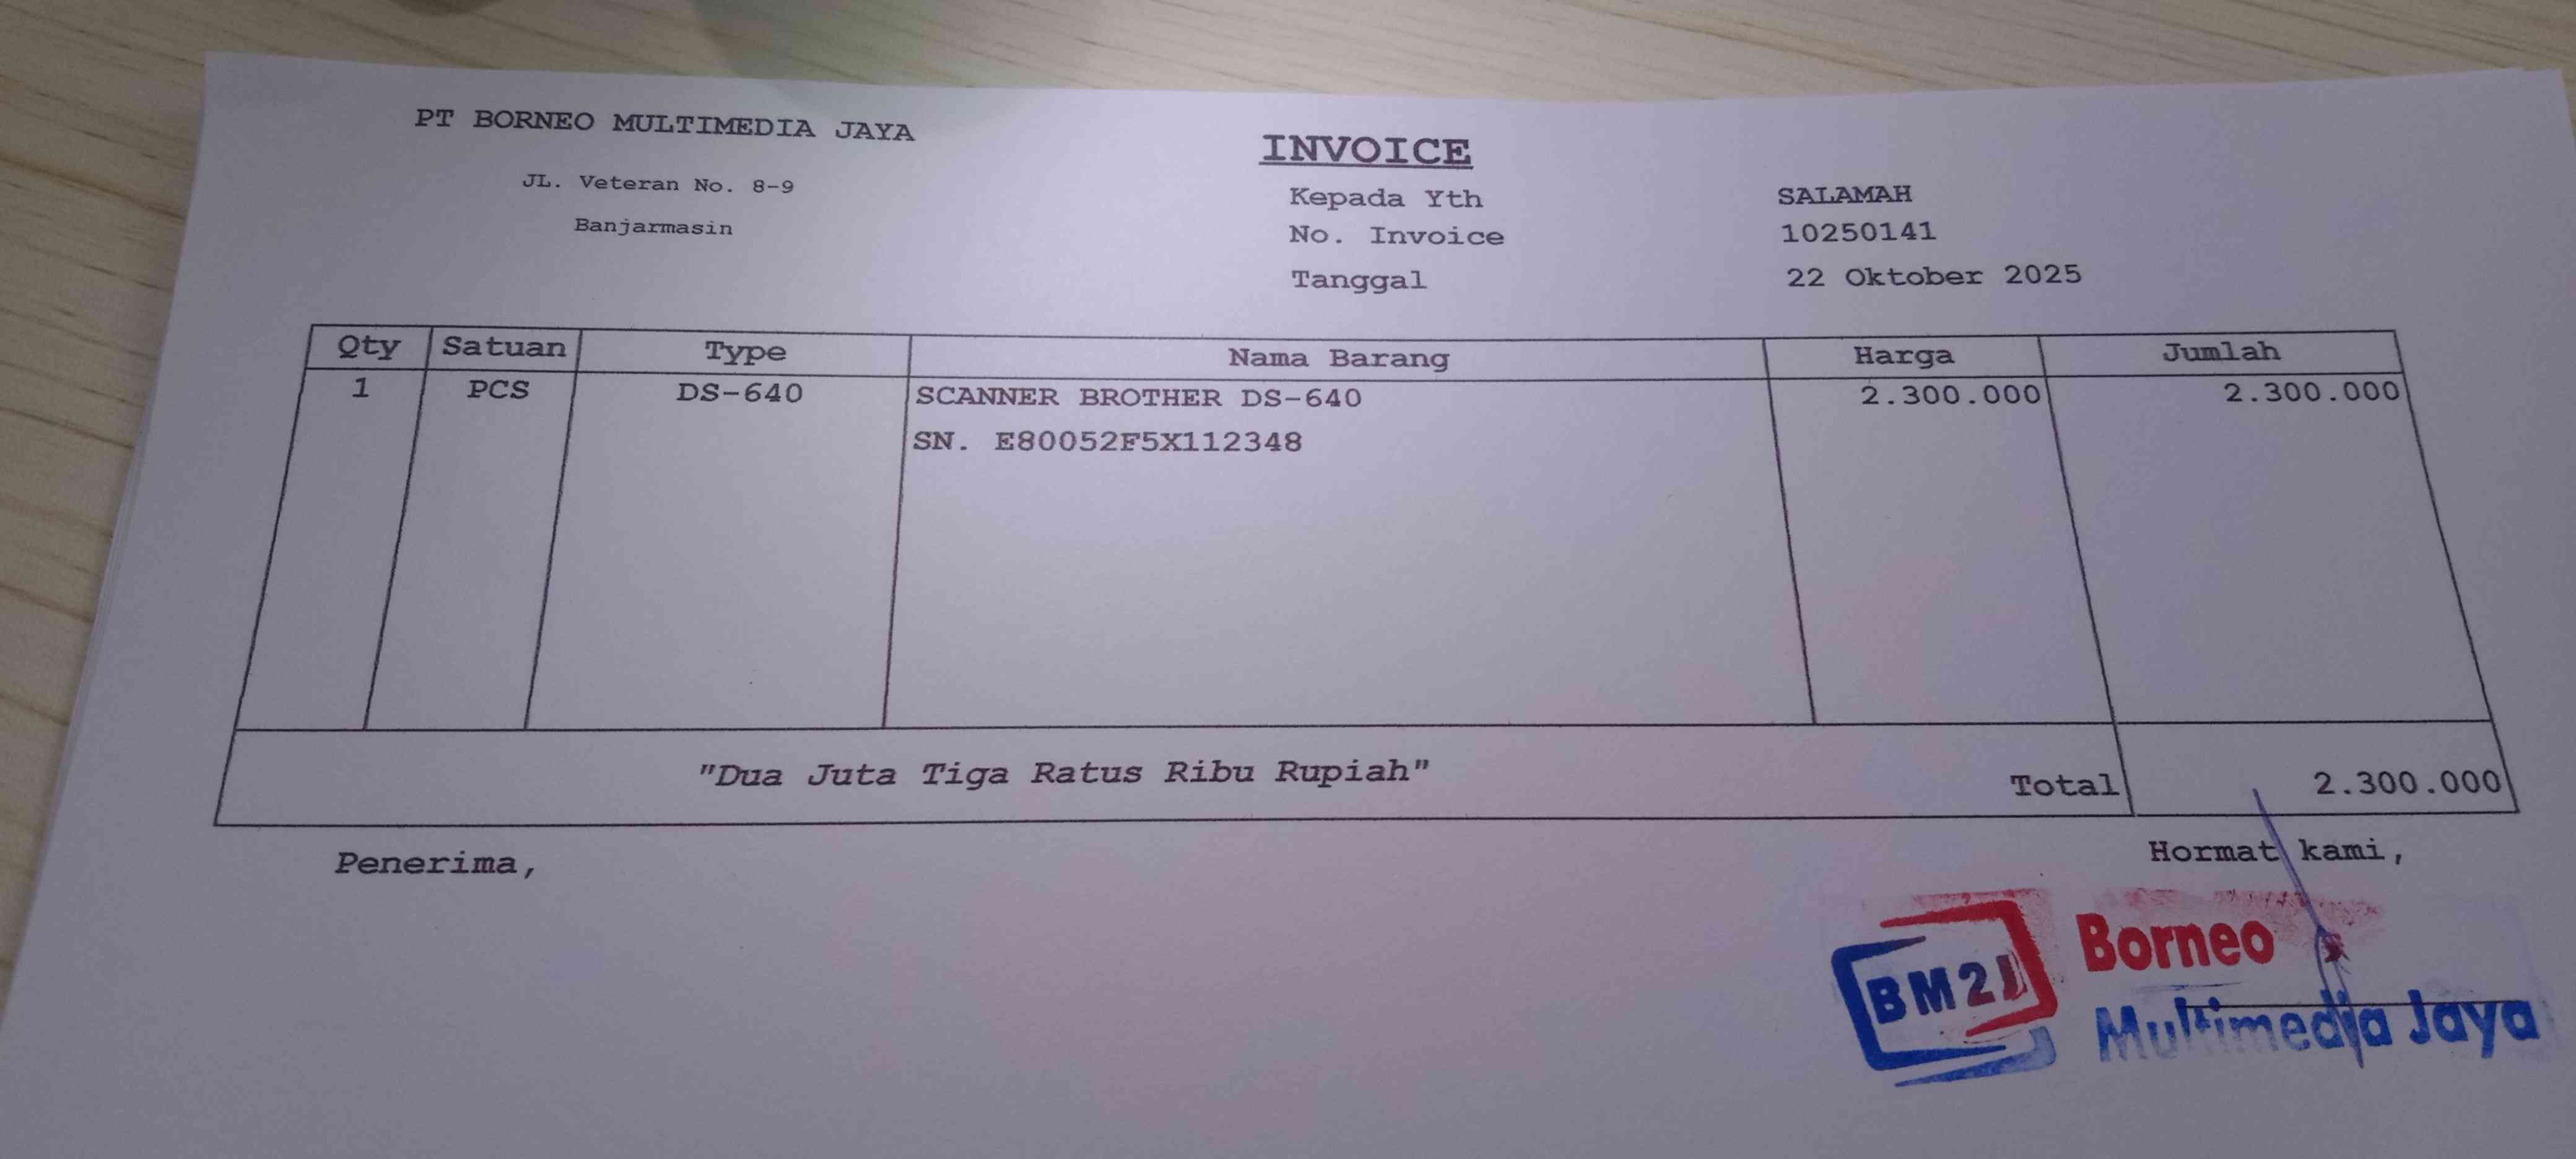 PT BORNEO MULTIMEDIA JAYA
JL. Veteran No. 8-9
Banjarmasin
INVOICE
Kepada Yth SALAMAH
No. Invoice 10250141
Tanggal 22 Oktober 2025
Qty Satuan Type Nama Barang Harga Jumlah
1 PCS DS-640 SCANNER BROTHER DS-640 2.300.000 2.300.000
SN. E80052F5X112348
"Dua Juta Tiga Ratus Ribu Rupiah" Total 2.300.000
Penerima, Hormat kami,
BM2J Borneo
Multimedia Jaya